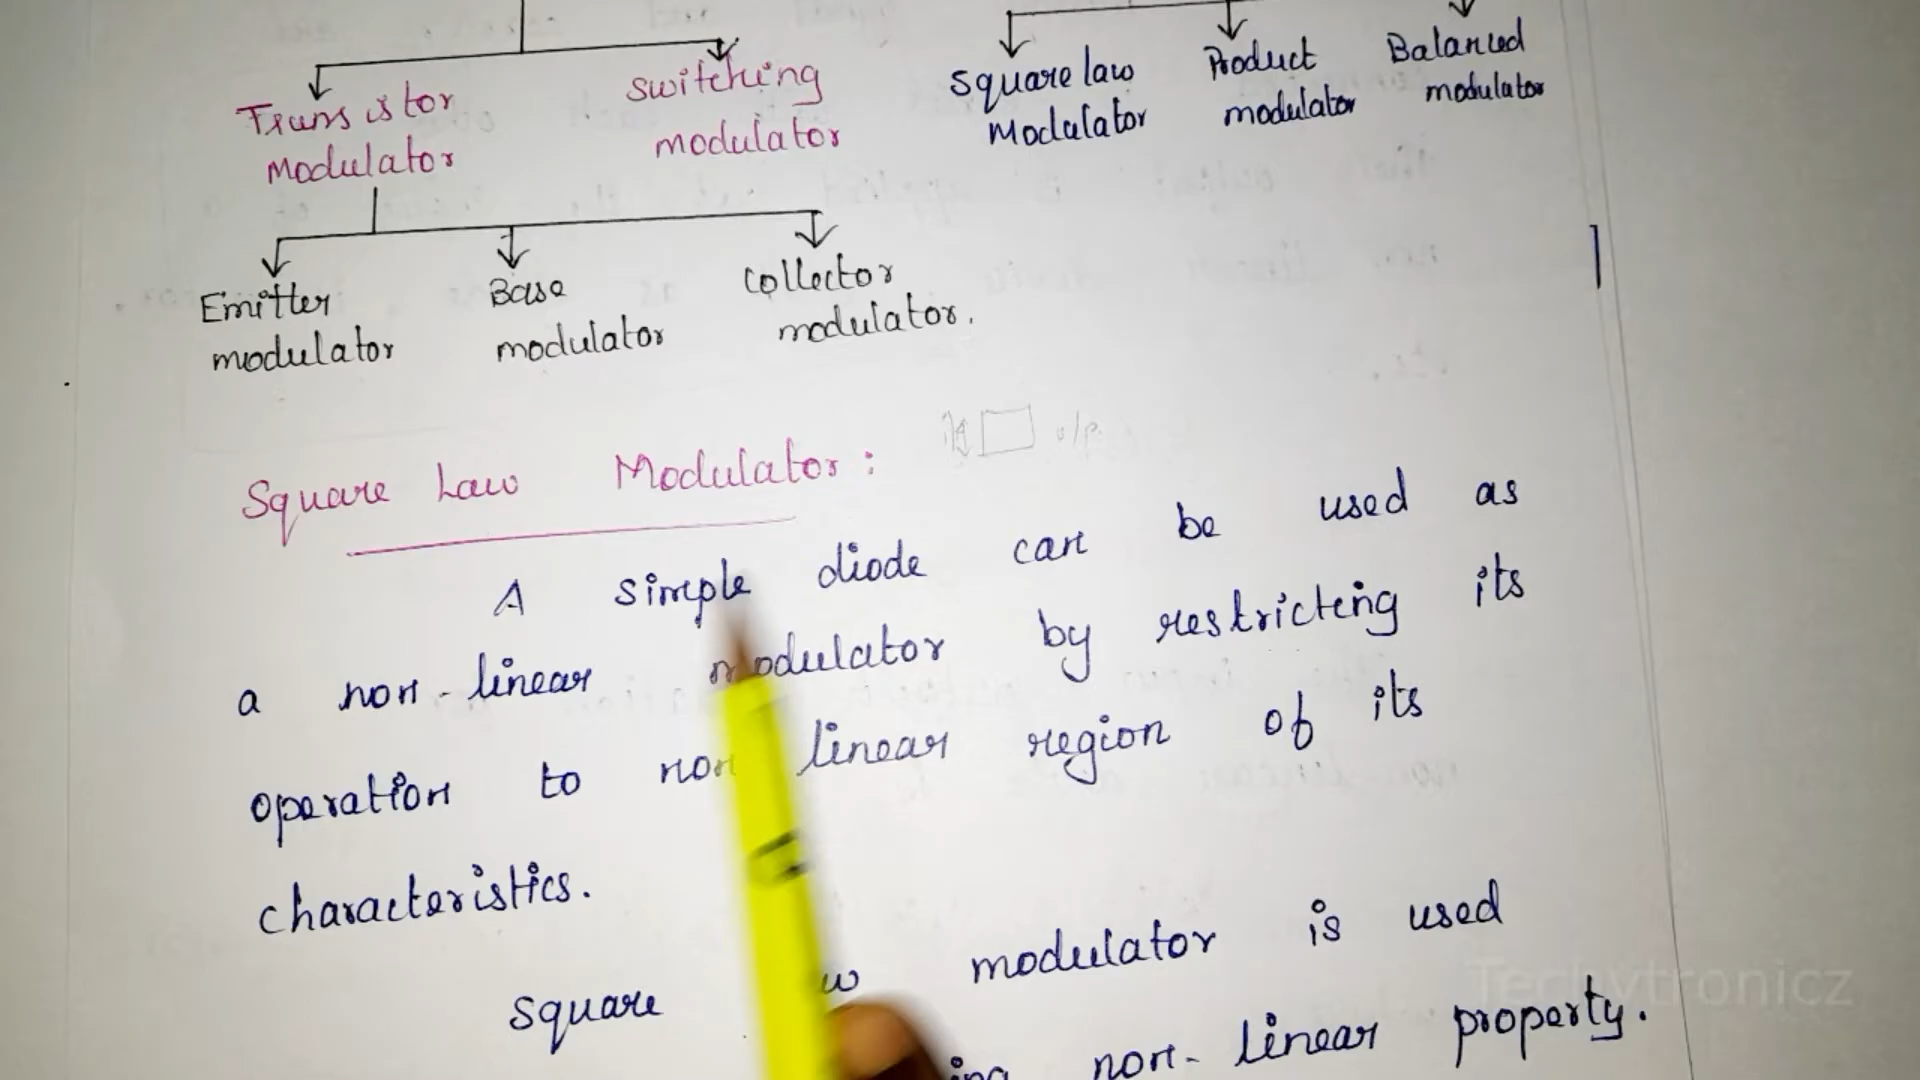 Transistor
Modulator
switching
modulator
Square law
Modulator
Product
modulator
Balanced
modulator
Emitter
modulator
Base
modulator
Collector
modulator.
Square Law Modulator:
o/p
A simple diode can be used as
a non-linear modulator by restricting its
operation to non linear region of its
characteristics.
square modulator is used
non-linear property.
Techytronicz